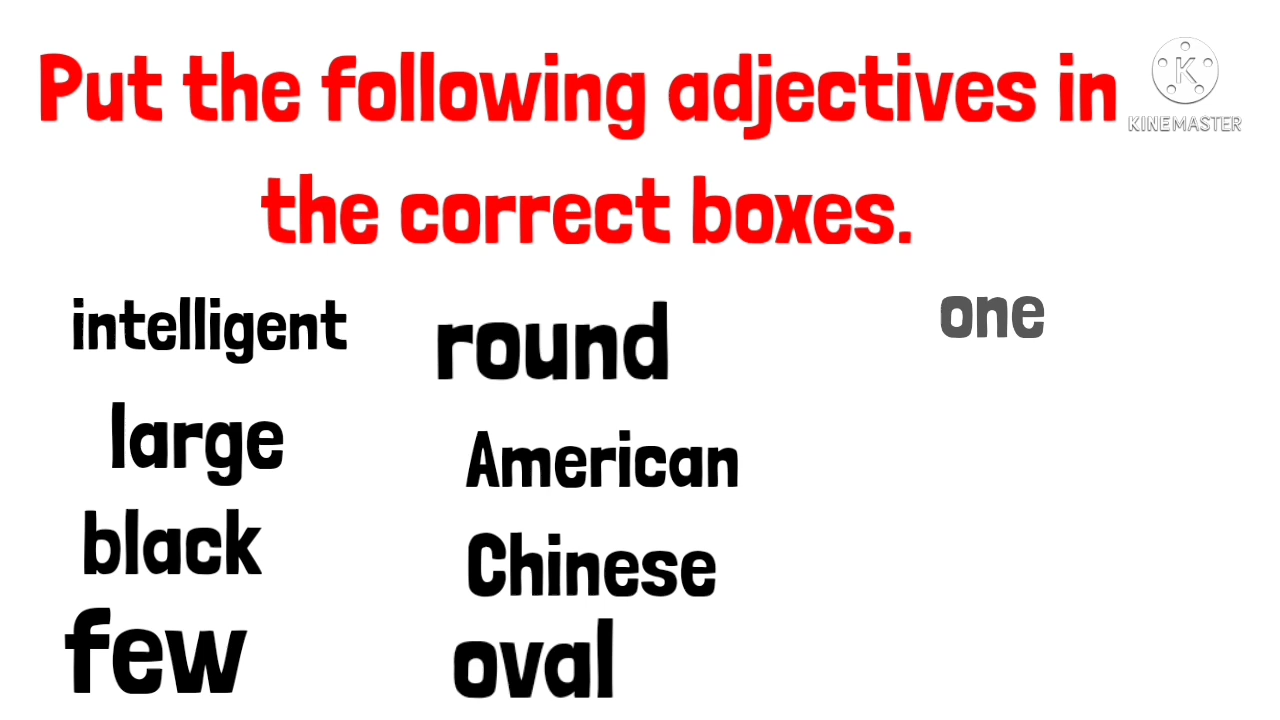 Put the following adjectives in
the correct boxes.
KINEMASTER
intelligent
large
black
few
round
American
Chinese
oval
one